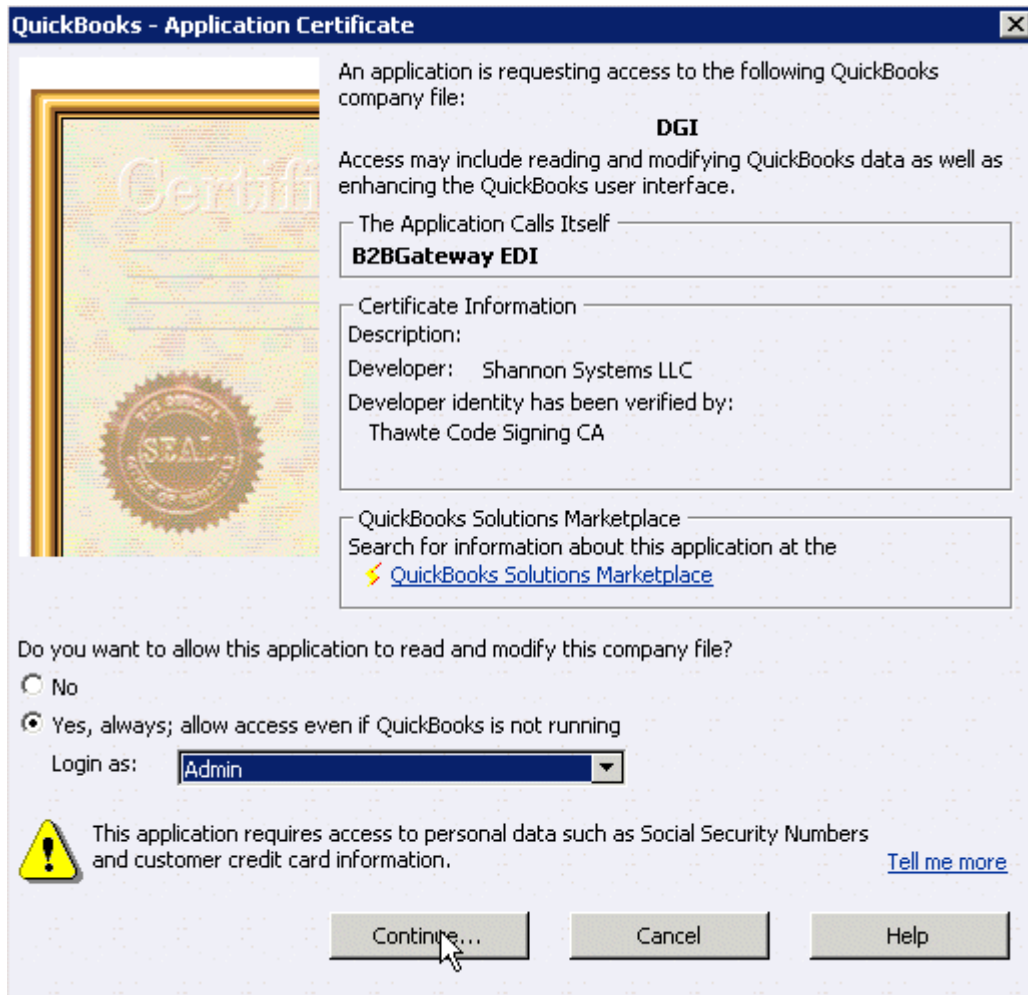 QuickBooks - Application Certificate
An application is requesting access to the following QuickBooks
company file:
DGI
Access may include reading and modifying QuickBooks data as well as
enhancing the QuickBooks user interface.
Certifi
The Application Calls Itself
B2BGateway EDI
Certificate Information
Description:
Developer: Shannon Systems LLC
Developer identity has been verified by:
Thawte Code Signing CA
SEAL
QuickBooks Solutions Marketplace
Search for information about this application at the
QuickBooks Solutions Marketplace
Do you want to allow this application to read and modify this company file?
No
Yes, always; allow access even if QuickBooks is not running
Login as: Admin
This application requires access to personal data such as Social Security Numbers
and customer credit card information.
Tell me more
Continue... Cancel Help